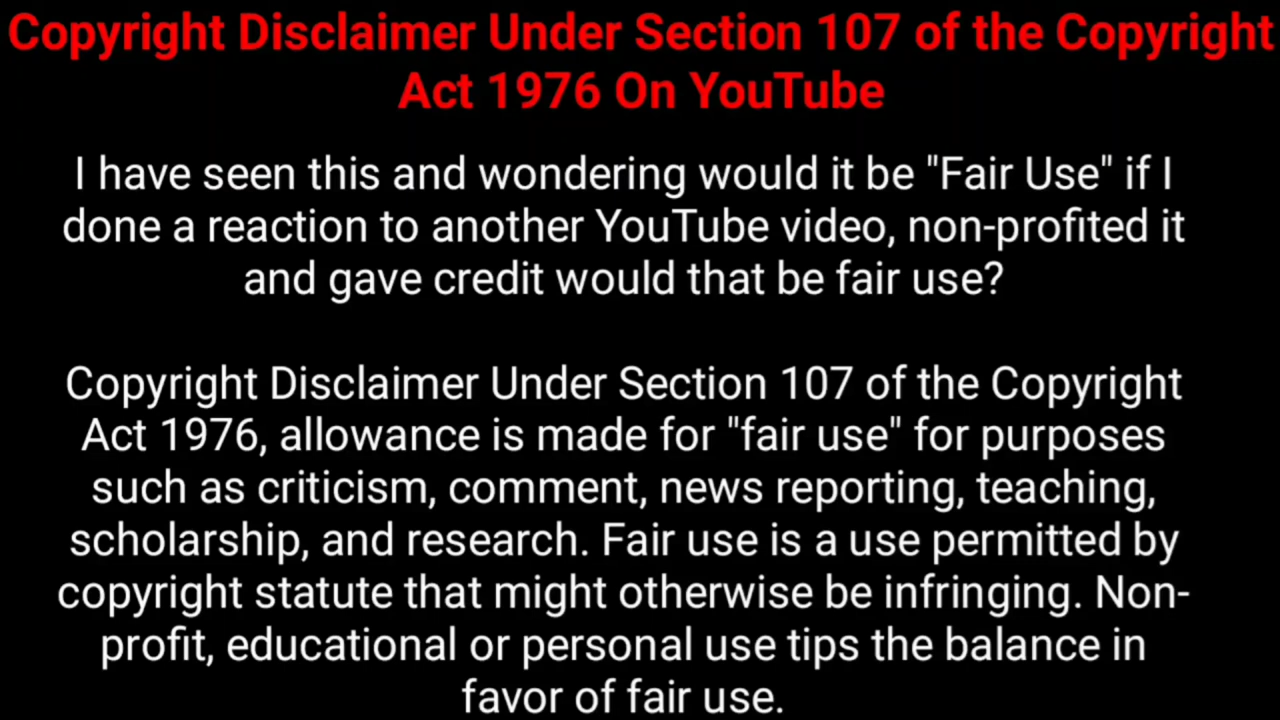 Copyright Disclaimer Under Section 107 of the Copyright
Act 1976 On YouTube
I have seen this and wondering would it be "Fair Use" if I
done a reaction to another YouTube video, non-profited it
and gave credit would that be fair use?
Copyright Disclaimer Under Section 107 of the Copyright
Act 1976, allowance is made for "fair use" for purposes
such as criticism, comment, news reporting, teaching,
scholarship, and research. Fair use is a use permitted by
copyright statute that might otherwise be infringing. Non-
profit, educational or personal use tips the balance in
favor of fair use.